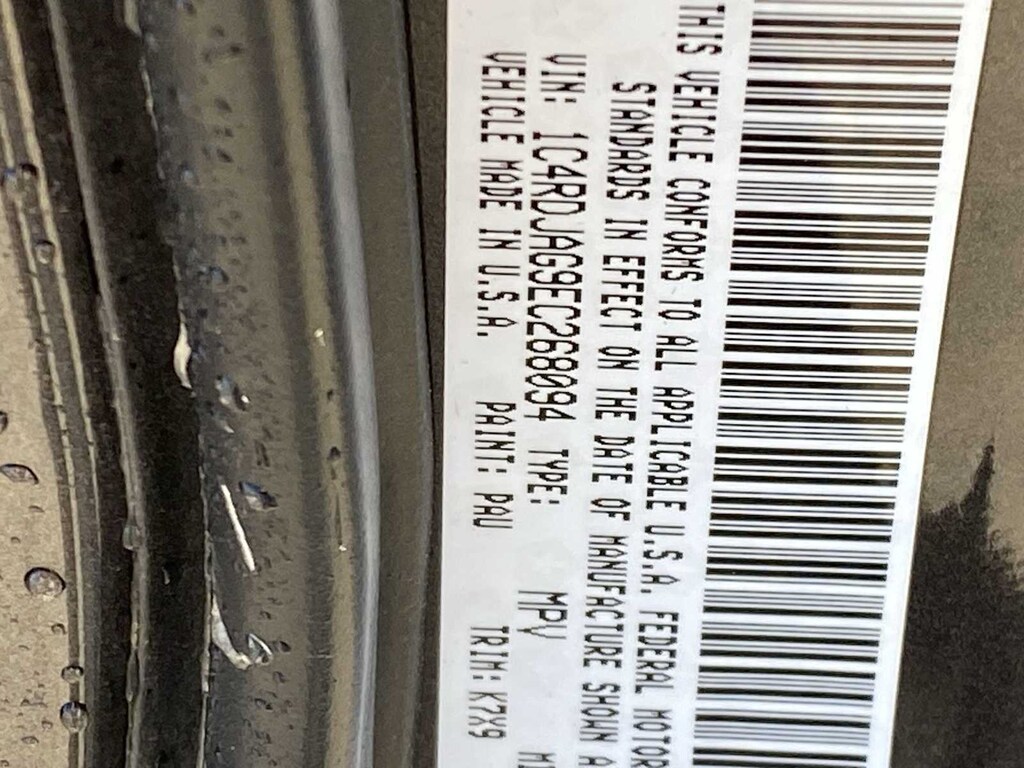 THIS VEHICLE CONFORMS TO ALL APPLICABLE U.S.A. FEDERAL MOTOR
STANDARDS IN EFFECT ON THE DATE OF MANUFACTURE SHOWN A
VIN: 1C4RDJAG9EC268094 TYPE: MPV
VEHICLE MADE IN U.S.A. PAINT: PAU TRIM: K7X9